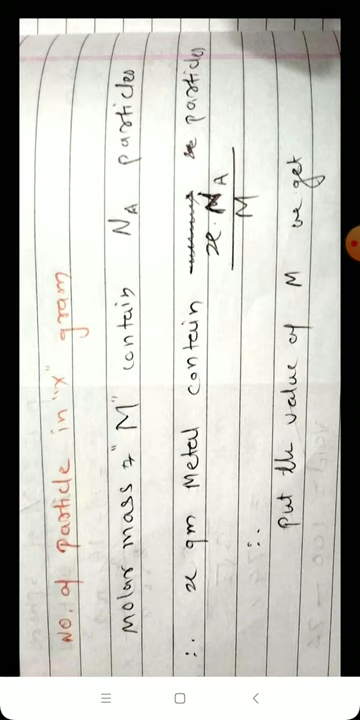 No. of particle in "x" gram
Molar mass & "M" contain NA particles
∴ x gm Metal contain x·NA/M particles
∴
Put the value of M we get